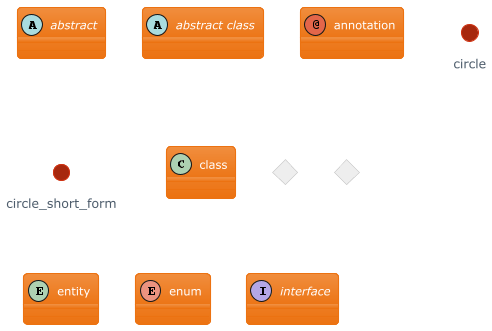 A abstract
A abstract class
@ annotation
circle
circle_short_form
C class
E entity
E enum
I interface